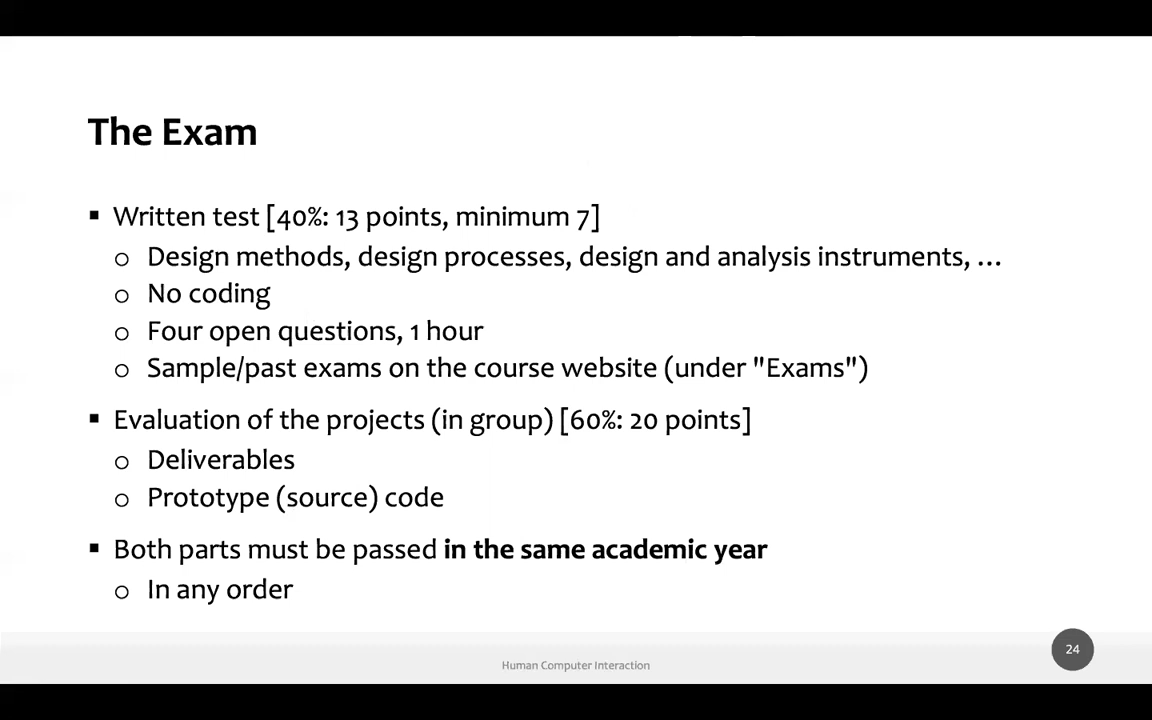 The Exam
▪ Written test [40%: 13 points, minimum 7]
o Design methods, design processes, design and analysis instruments, …
o No coding
o Four open questions, 1 hour
o Sample/past exams on the course website (under "Exams")
▪ Evaluation of the projects (in group) [60%: 20 points]
o Deliverables
o Prototype (source) code
▪ Both parts must be passed in the same academic year
o In any order
Human Computer Interaction
24